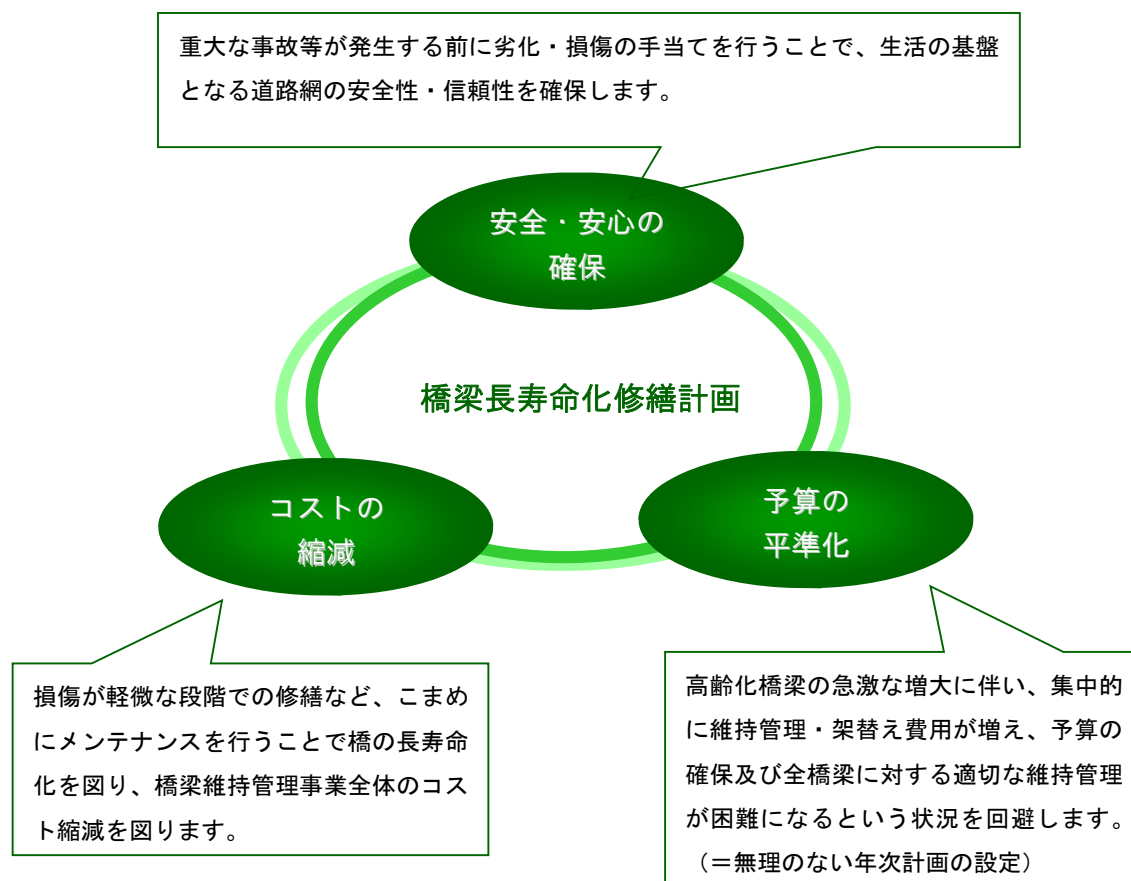 重大な事故等が発生する前に劣化・損傷の手当てを行うことで、生活の基盤
となる道路網の安全性・信頼性を確保します。
安全・安心の
確保
橋梁長寿命化修繕計画
コストの
縮減
予算の
平準化
損傷が軽微な段階での修繕など、こまめ
にメンテナンスを行うことで橋の長寿命
化を図り、橋梁維持管理事業全体のコス
ト縮減を図ります。
高齢化橋梁の急激な増大に伴い、集中的
に維持管理・架替え費用が増え、予算の
確保及び全橋梁に対する適切な維持管理
が困難になるという状況を回避します。
（＝無理のない年次計画の設定）